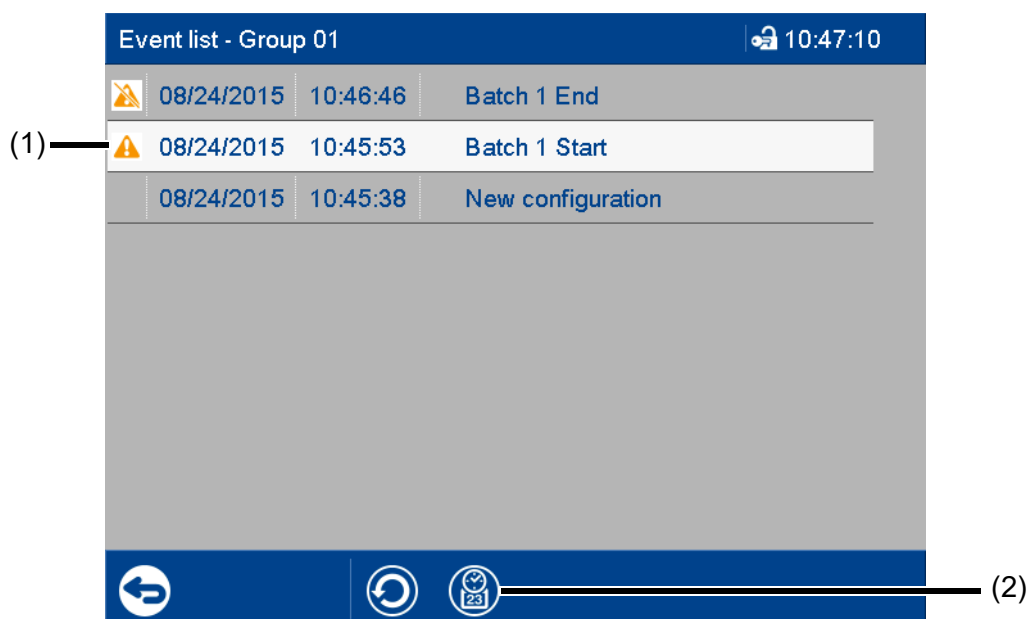 Event list - Group 01 10:47:10
08/24/2015 10:46:46 Batch 1 End
(1) 08/24/2015 10:45:53 Batch 1 Start
08/24/2015 10:45:38 New configuration
23 (2)